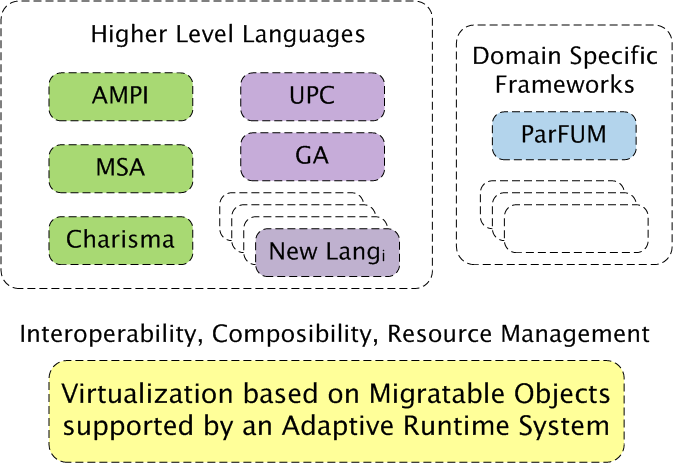 Higher Level Languages
AMPI
UPC
MSA
GA
Charisma
New Langi
Domain Specific
Frameworks
ParFUM
Interoperability, Composibility, Resource Management
Virtualization based on Migratable Objects
supported by an Adaptive Runtime System